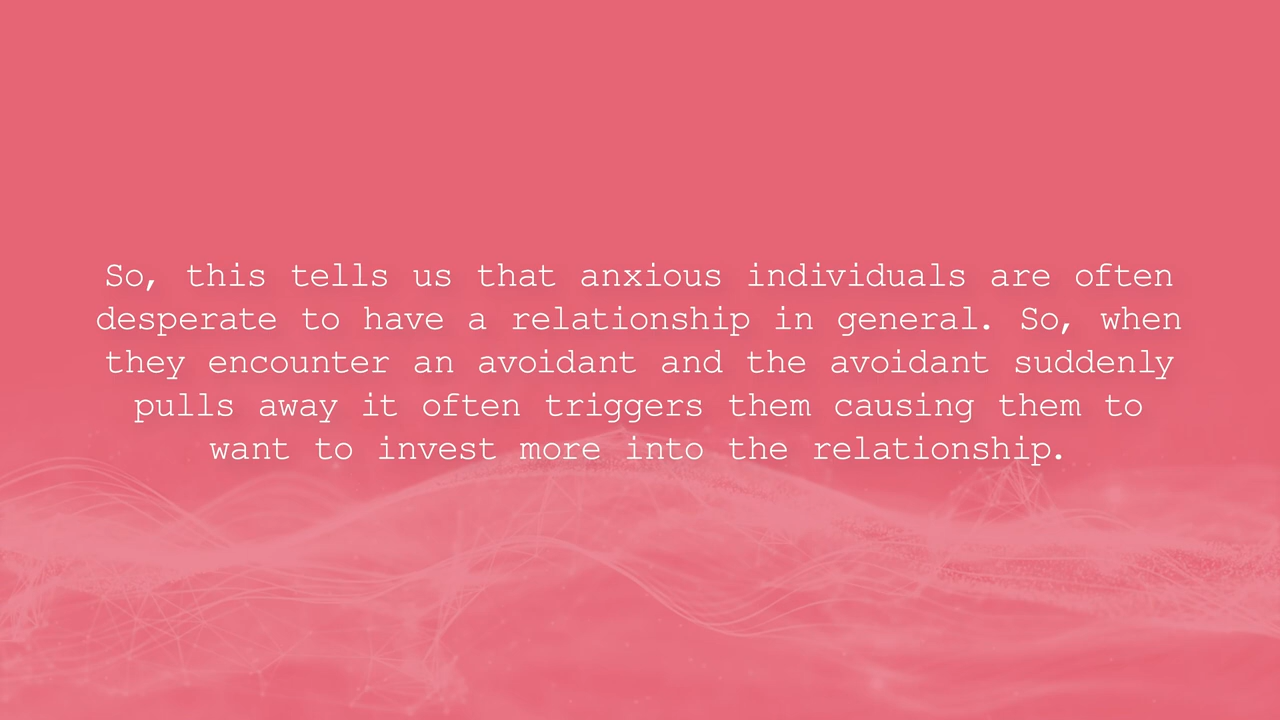 So, this tells us that anxious individuals are often
desperate to have a relationship in general. So, when
they encounter an avoidant and the avoidant suddenly
pulls away it often triggers them causing them to
want to invest more into the relationship.